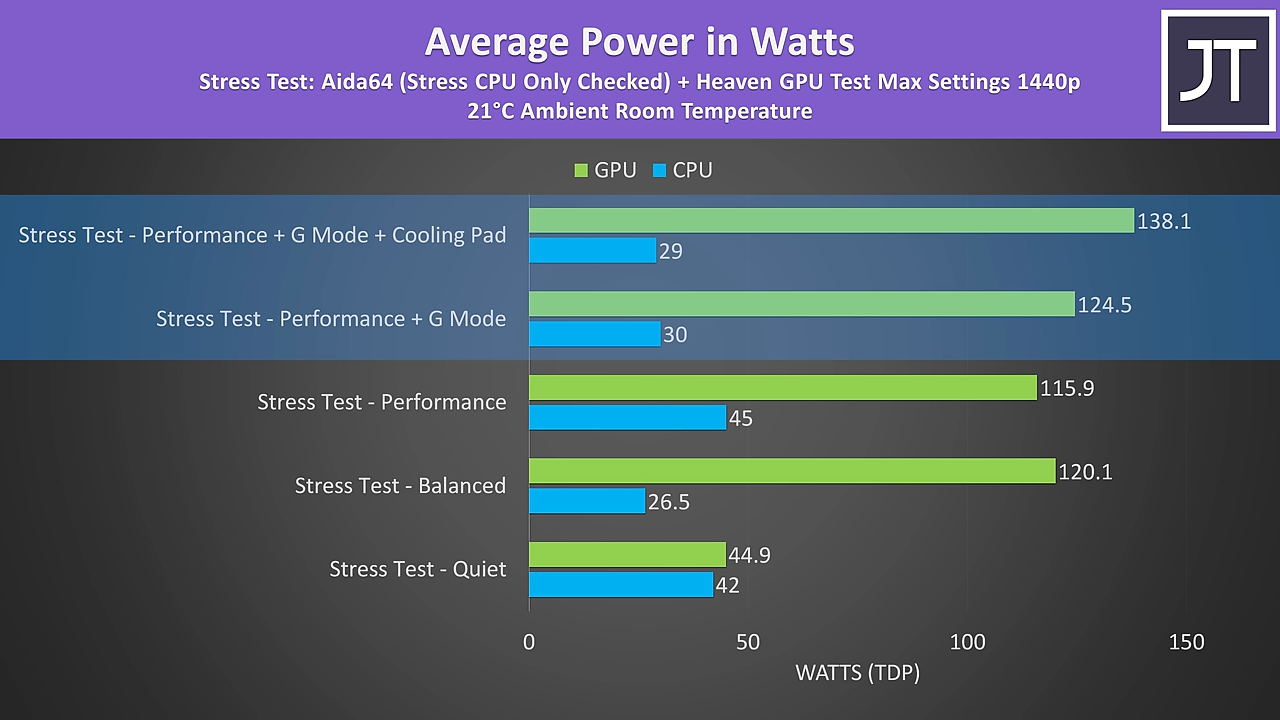 Average Power in Watts
Stress Test: Aida64 (Stress CPU Only Checked) + Heaven GPU Test Max Settings 1440p
21°C Ambient Room Temperature
JT
GPU CPU
Stress Test - Performance + G Mode + Cooling Pad
138.1
29
Stress Test - Performance + G Mode
124.5
30
Stress Test - Performance
115.9
45
Stress Test - Balanced
120.1
26.5
Stress Test - Quiet
44.9
42
0 50 100 150
WATTS (TDP)